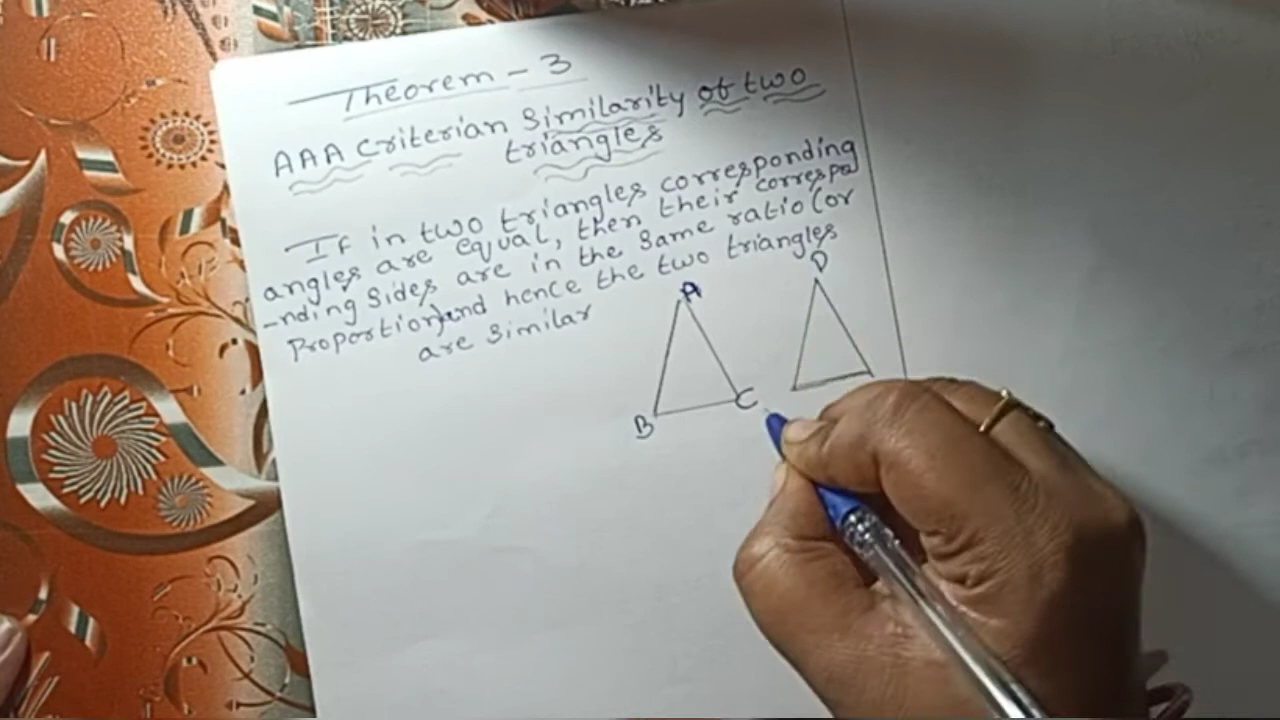 Theorem - 3
AAA Criterian Similarity of two
triangles
If in two triangles corresponding
angles are equal, then their correspo
-nding Sides are in the Same ratio (or
Proportion) and hence the two triangles
are Similar
A
D
B
C